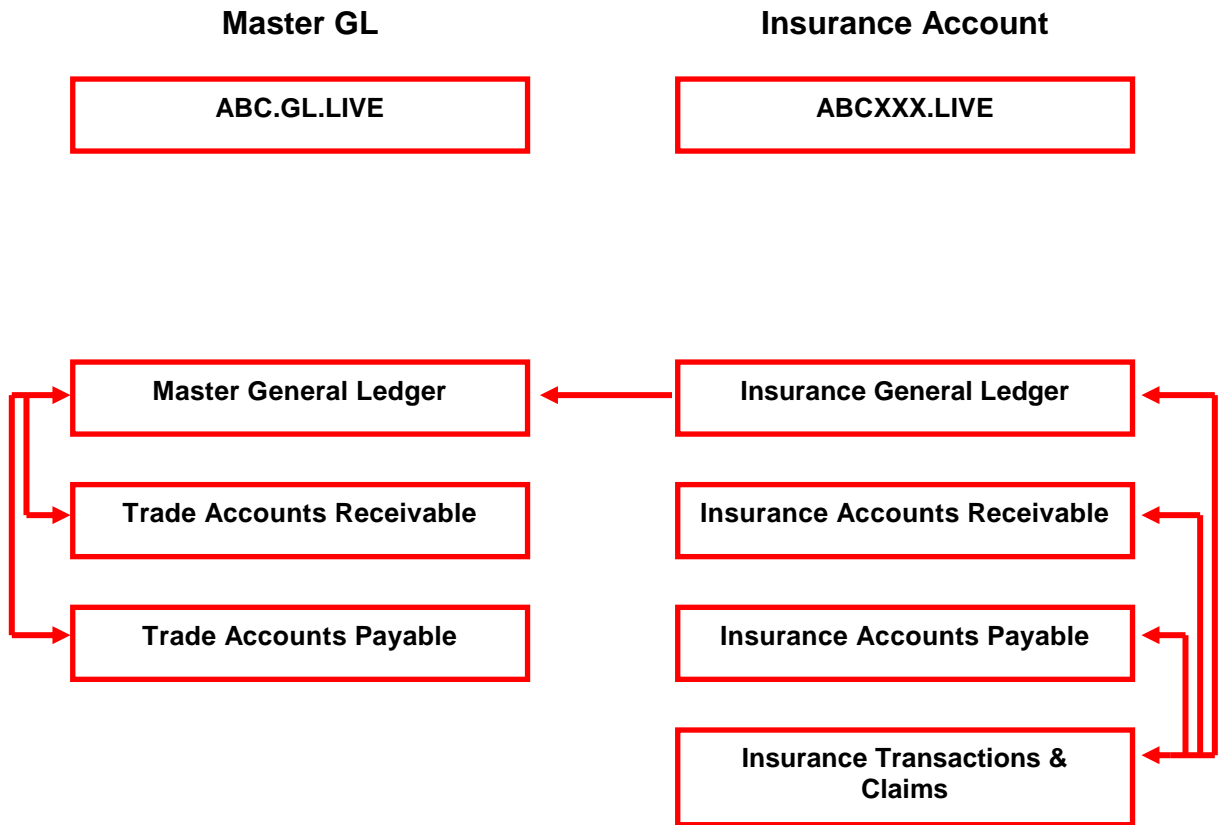 Master GL
Insurance Account
ABC.GL.LIVE
ABCXXX.LIVE
Master General Ledger
Insurance General Ledger
Trade Accounts Receivable
Insurance Accounts Receivable
Trade Accounts Payable
Insurance Accounts Payable
Insurance Transactions &
Claims